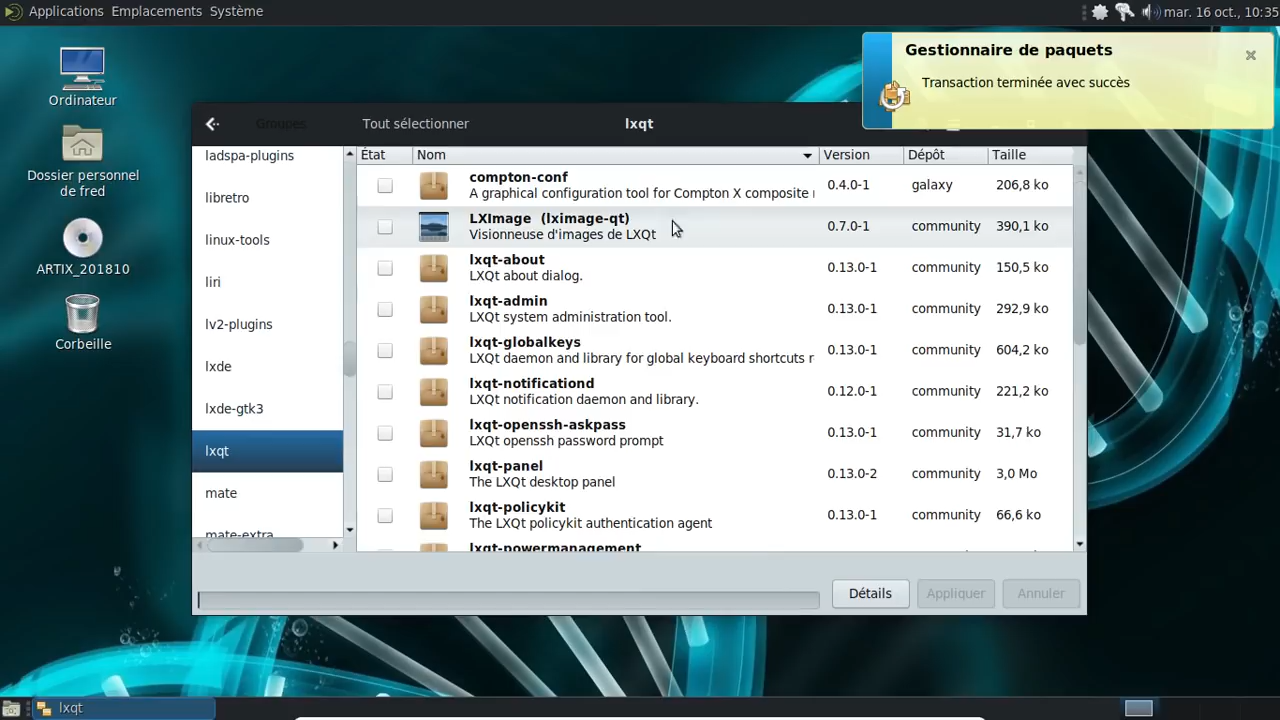 Applications Emplacements Système
mar. 16 oct., 10:35
Gestionnaire de paquets
Transaction terminée avec succès
Ordinateur
Dossier personnel
de fred
ARTIX_201810
Corbeille
Groupes Tout sélectionner lxqt
ladspa-plugins
libretro
linux-tools
liri
lv2-plugins
lxde
lxde-gtk3
lxqt
mate
mate-extra
État Nom Version Dépôt Taille
compton-conf
A graphical configuration tool for Compton X composite
0.4.0-1 galaxy 206,8 ko
LXImage (lximage-qt)
Visionneuse d'images de LXQt
0.7.0-1 community 390,1 ko
lxqt-about
LXQt about dialog.
0.13.0-1 community 150,5 ko
lxqt-admin
LXQt system administration tool.
0.13.0-1 community 292,9 ko
lxqt-globalkeys
LXQt daemon and library for global keyboard shortcuts
0.13.0-1 community 604,2 ko
lxqt-notificationd
LXQt notification daemon and library.
0.12.0-1 community 221,2 ko
lxqt-openssh-askpass
LXQt openssh password prompt
0.13.0-1 community 31,7 ko
lxqt-panel
The LXQt desktop panel
0.13.0-2 community 3,0 Mo
lxqt-policykit
The LXQt policykit authentication agent
0.13.0-1 community 66,6 ko
lxqt-powermanagement
Détails Appliquer Annuler
lxqt